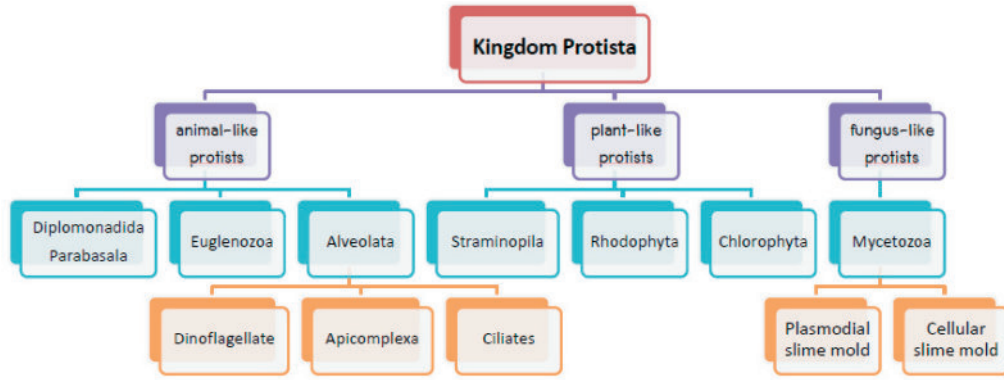 Kingdom Protista
animal-like
protists
plant-like
protists
fungus-like
protists
Diplomonadida
Parabasala
Euglenozoa
Alveolata
Straminopila
Rhodophyta
Chlorophyta
Mycetozoa
Dinoflagellate
Apicomplexa
Ciliates
Plasmodial
slime mold
Cellular
slime mold